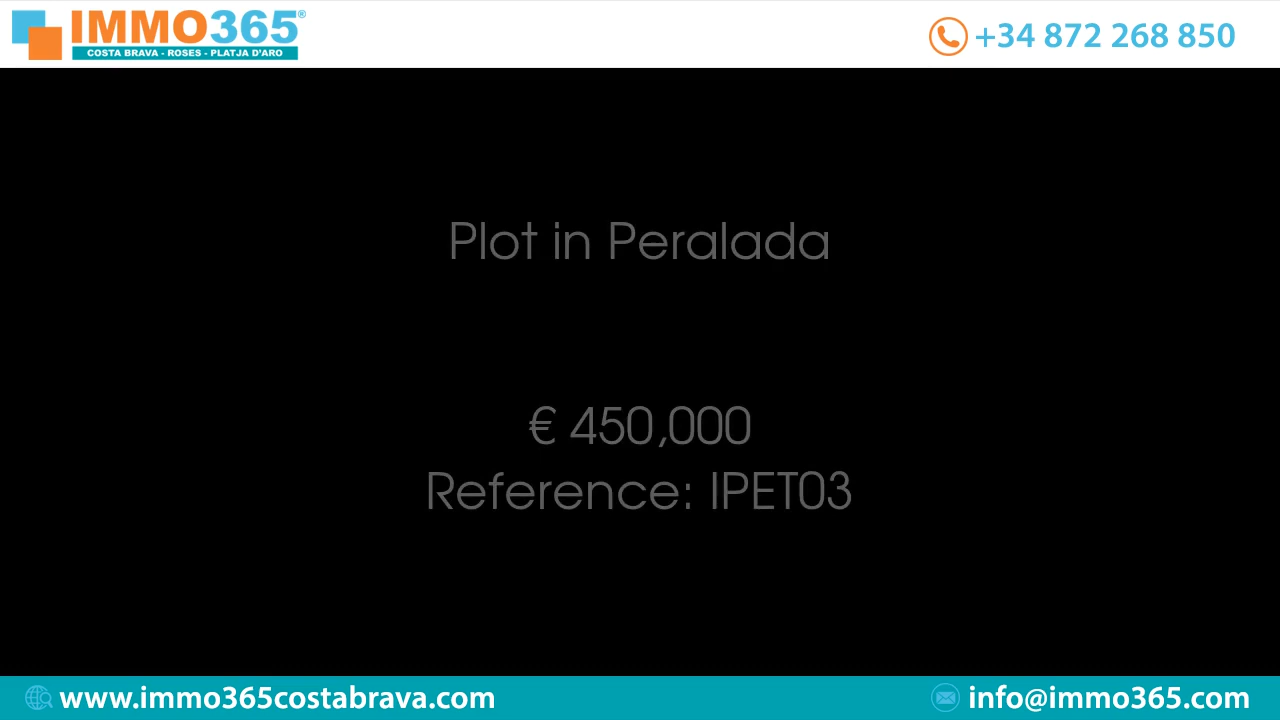 IMMO365®
COSTA BRAVA - ROSES - PLATJA D'ARO
+34 872 268 850
Plot in Peralada
€ 450,000
Reference: IPET03
www.immo365costabrava.com
info@immo365.com